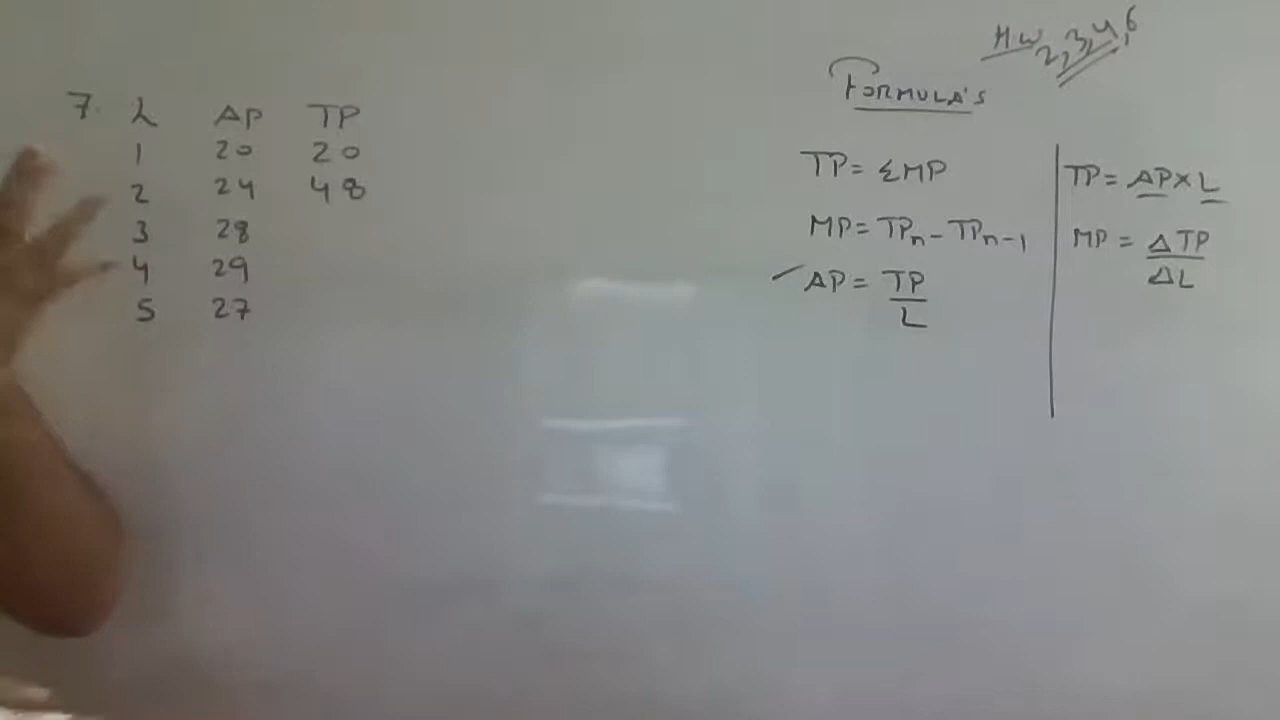 HW 2, 3, 4, 6
FORMULA'S
7. L AP TP
1 20 20
2 24 48
3 28
4 29
5 27
TP = ΣMP
MP = TPn - TPn-1
AP = TP/L
TP = AP × L
MP = ΔTP/ΔL